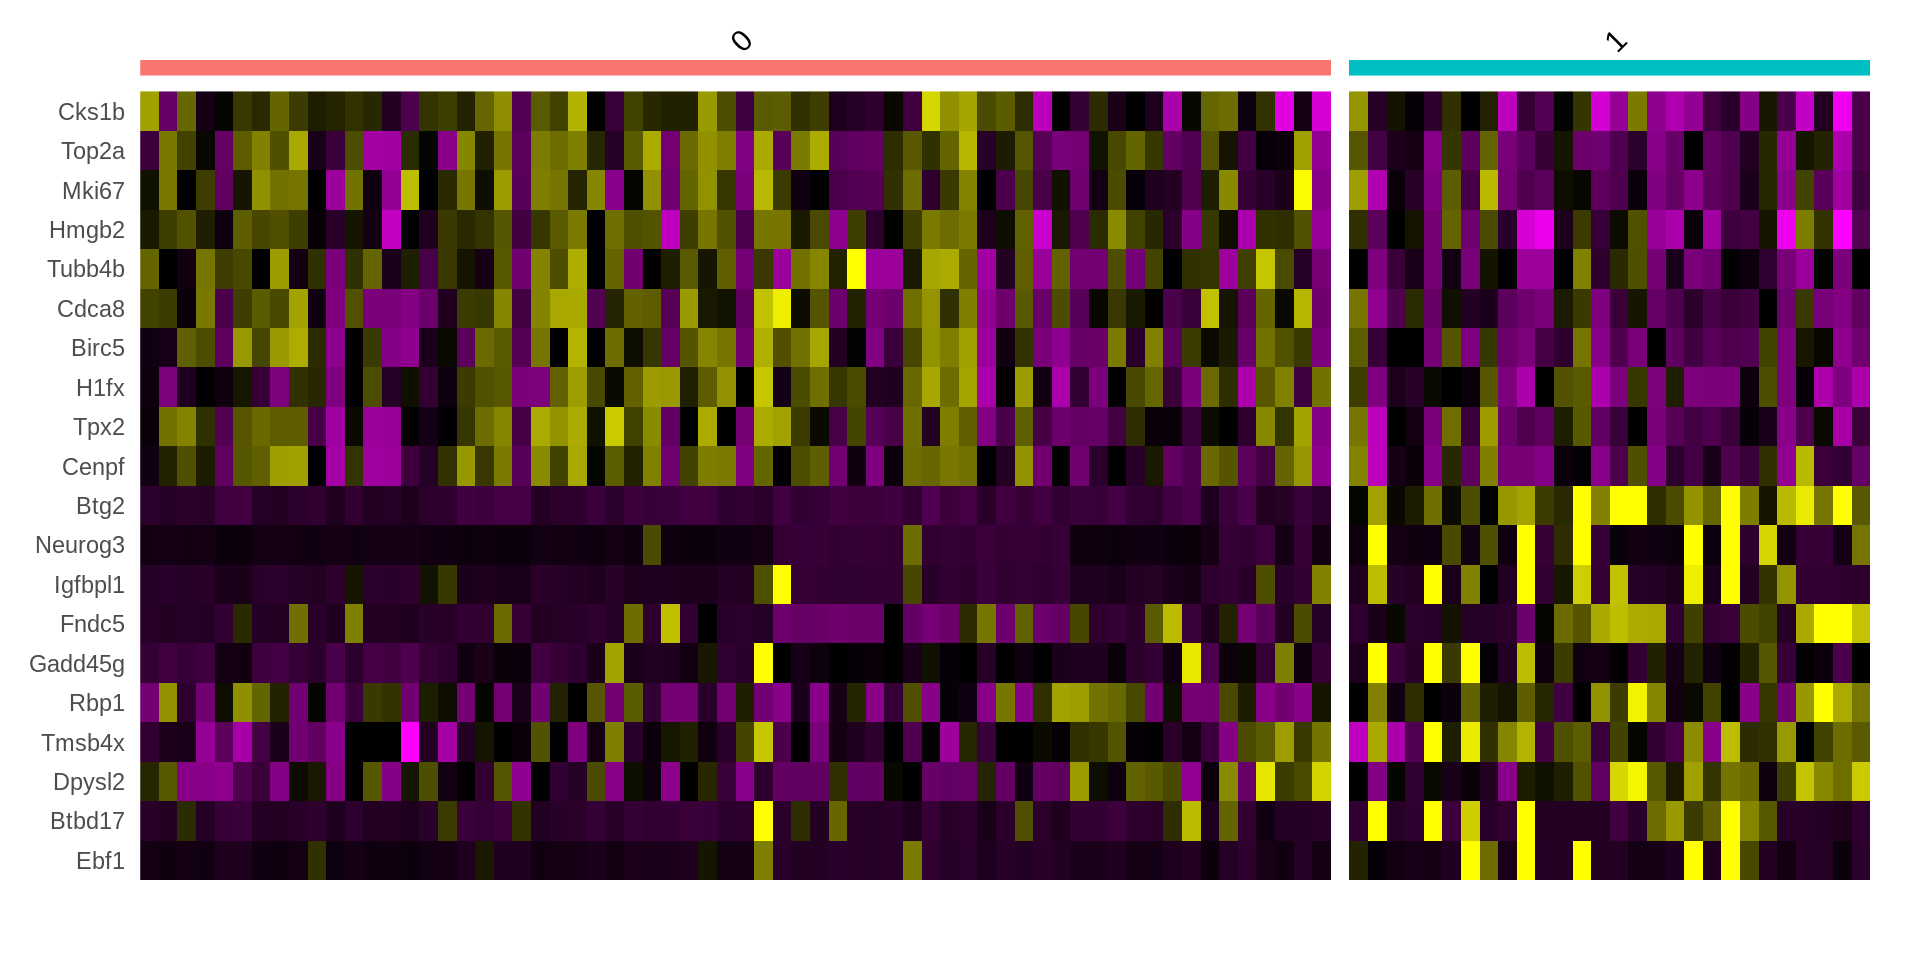 0
1
Cks1b
Top2a
Mki67
Hmgb2
Tubb4b
Cdca8
Birc5
H1fx
Tpx2
Cenpf
Btg2
Neurog3
Igfbpl1
Fndc5
Gadd45g
Rbp1
Tmsb4x
Dpysl2
Btbd17
Ebf1